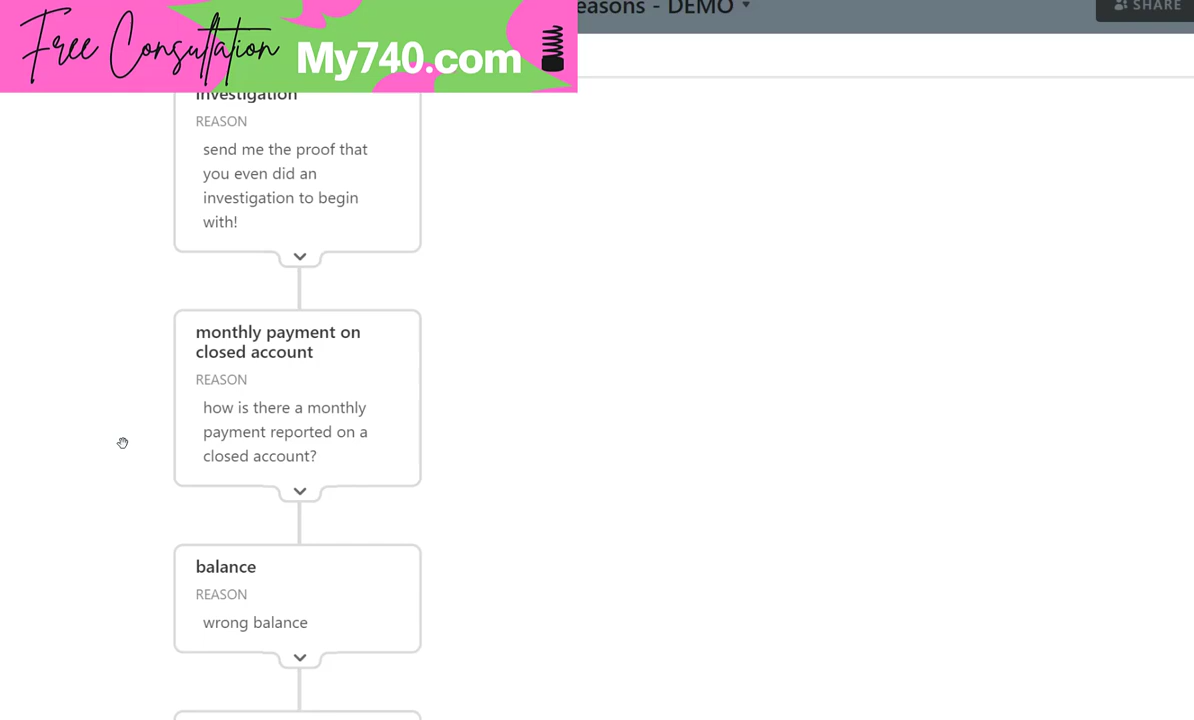 Free Consultation
My740.com
easons - DEMO
SHARE
investigation
REASON
send me the proof that
you even did an
investigation to begin
with!
monthly payment on
closed account
REASON
how is there a monthly
payment reported on a
closed account?
balance
REASON
wrong balance